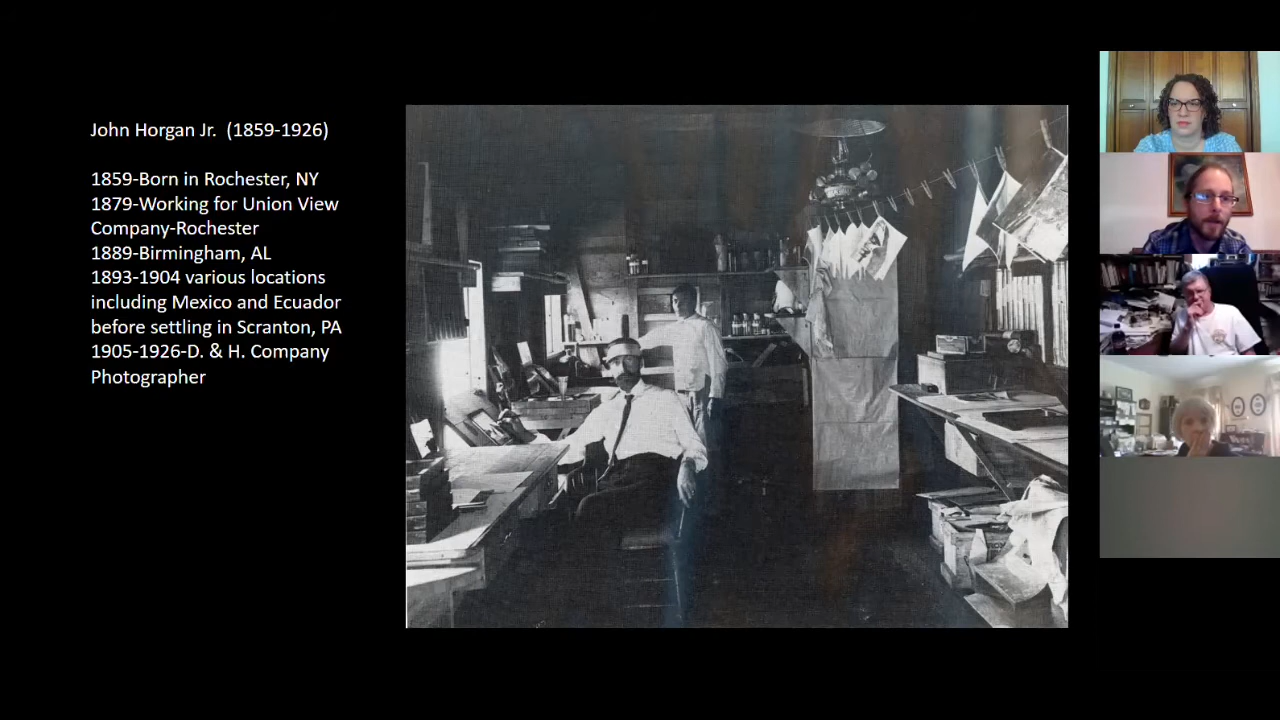 John Horgan Jr.  (1859-1926)
1859-Born in Rochester, NY
1879-Working for Union View
Company-Rochester
1889-Birmingham, AL
1893-1904 various locations
including Mexico and Ecuador
before settling in Scranton, PA
1905-1926-D. & H. Company
Photographer